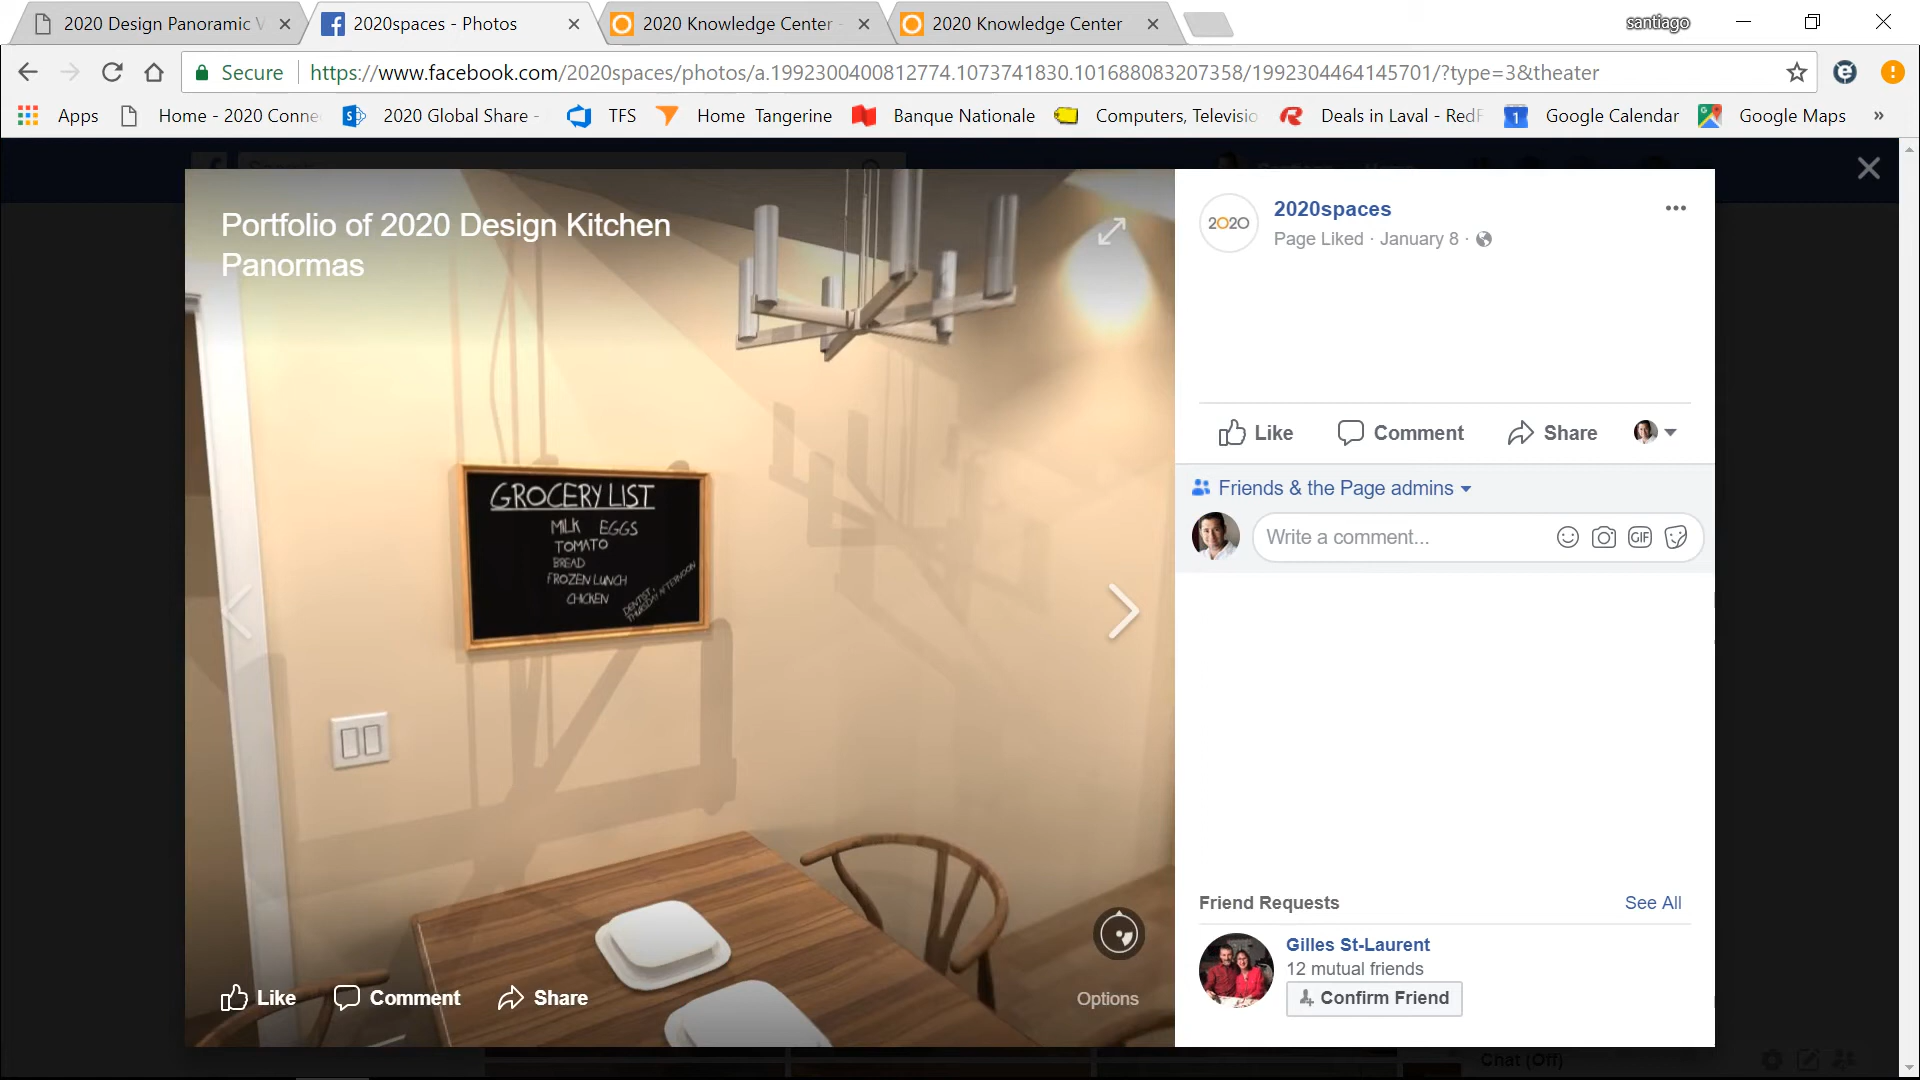 2020 Design Panoramic V
2020spaces - Photos
2020 Knowledge Center -
2020 Knowledge Center
santiago
Secure
https://www.facebook.com/2020spaces/photos/a.1992300400812774.1073741830.101688083207358/1992304464145701/?type=3&theater
Apps
Home - 2020 Conne
2020 Global Share -
TFS
Home Tangerine
Banque Nationale
Computers, Televisio
Deals in Laval - RedF
Google Calendar
Google Maps
»
Portfolio of 2020 Design Kitchen
Panormas
GROCERY LIST
MILK EGGS
TOMATO
BREAD
FROZEN LUNCH
CHICKEN
DENTIST,
THURSDAY AFTERNOON
Like
Comment
Share
Options
2020
2020spaces
Page Liked · January 8 ·
Like
Comment
Share
Friends & the Page admins
Write a comment...
GIF
Friend Requests
See All
Gilles St-Laurent
12 mutual friends
Confirm Friend
Chat (Off)